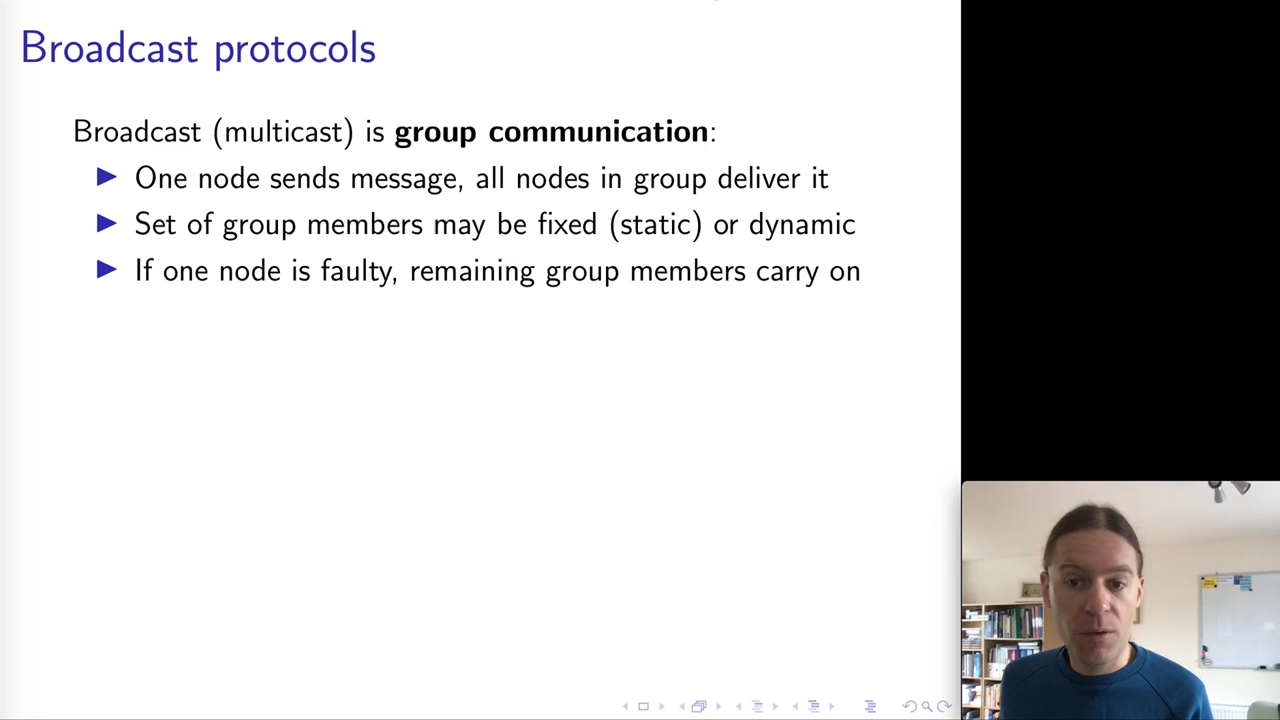 Broadcast protocols
Broadcast (multicast) is group communication:
▶ One node sends message, all nodes in group deliver it
▶ Set of group members may be fixed (static) or dynamic
▶ If one node is faulty, remaining group members carry on